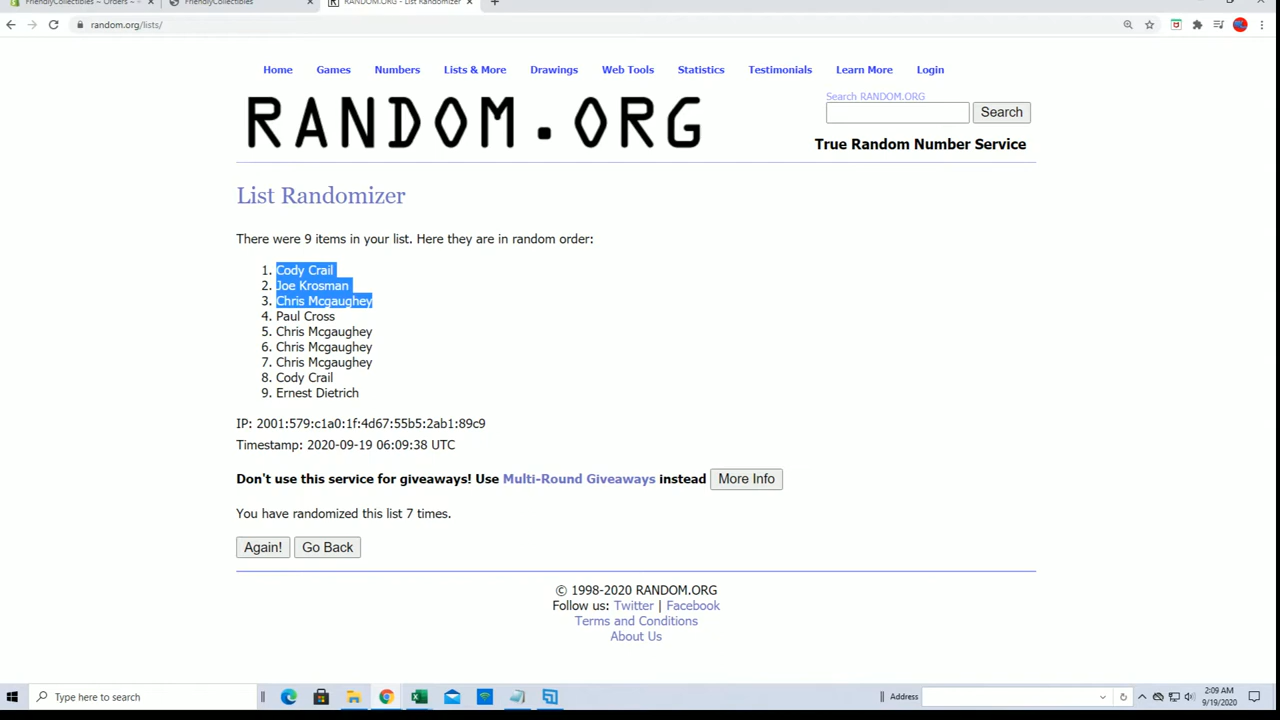 FriendlyCollectibles ~ Orders ~
FriendlyCollectibles
RANDOM.ORG - List Randomizer
random.org/lists/
Home Games Numbers Lists & More Drawings Web Tools Statistics Testimonials Learn More Login
RANDOM.ORG
Search RANDOM.ORG
Search
True Random Number Service
List Randomizer
There were 9 items in your list. Here they are in random order:
1. Cody Crail
2. Joe Krosman
3. Chris Mcgaughey
4. Paul Cross
5. Chris Mcgaughey
6. Chris Mcgaughey
7. Chris Mcgaughey
8. Cody Crail
9. Ernest Dietrich
IP: 2001:579:c1a0:1f:4d67:55b5:2ab1:89c9
Timestamp: 2020-09-19 06:09:38 UTC
Don't use this service for giveaways! Use Multi-Round Giveaways instead More Info
You have randomized this list 7 times.
Again! Go Back
© 1998-2020 RANDOM.ORG
Follow us: Twitter | Facebook
Terms and Conditions
About Us
Type here to search
Address
2:09 AM
9/19/2020